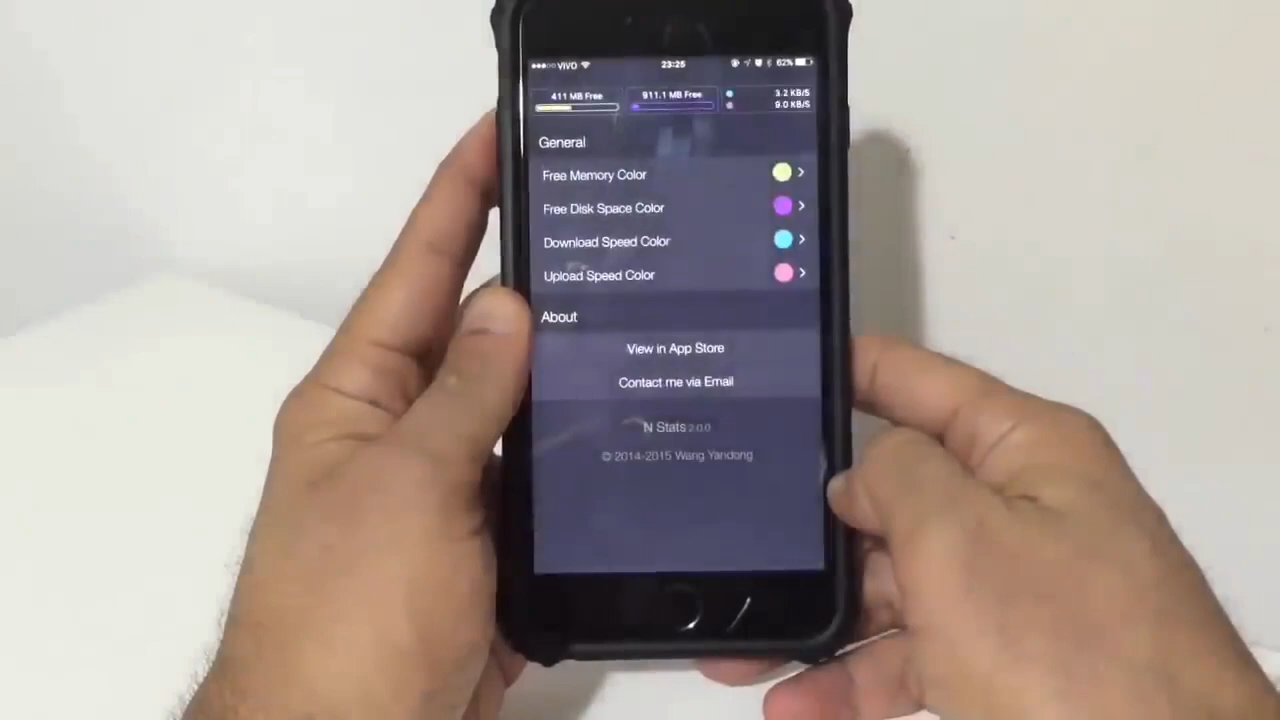 VIVO 23:25 62%
411 MB Free 911.1 MB Free 3.2 KB/S
9.0 KB/S
General
Free Memory Color
Free Disk Space Color
Download Speed Color
Upload Speed Color
About
View in App Store
Contact me via Email
N Stats 2.0.0
© 2014-2015 Wang Yandong